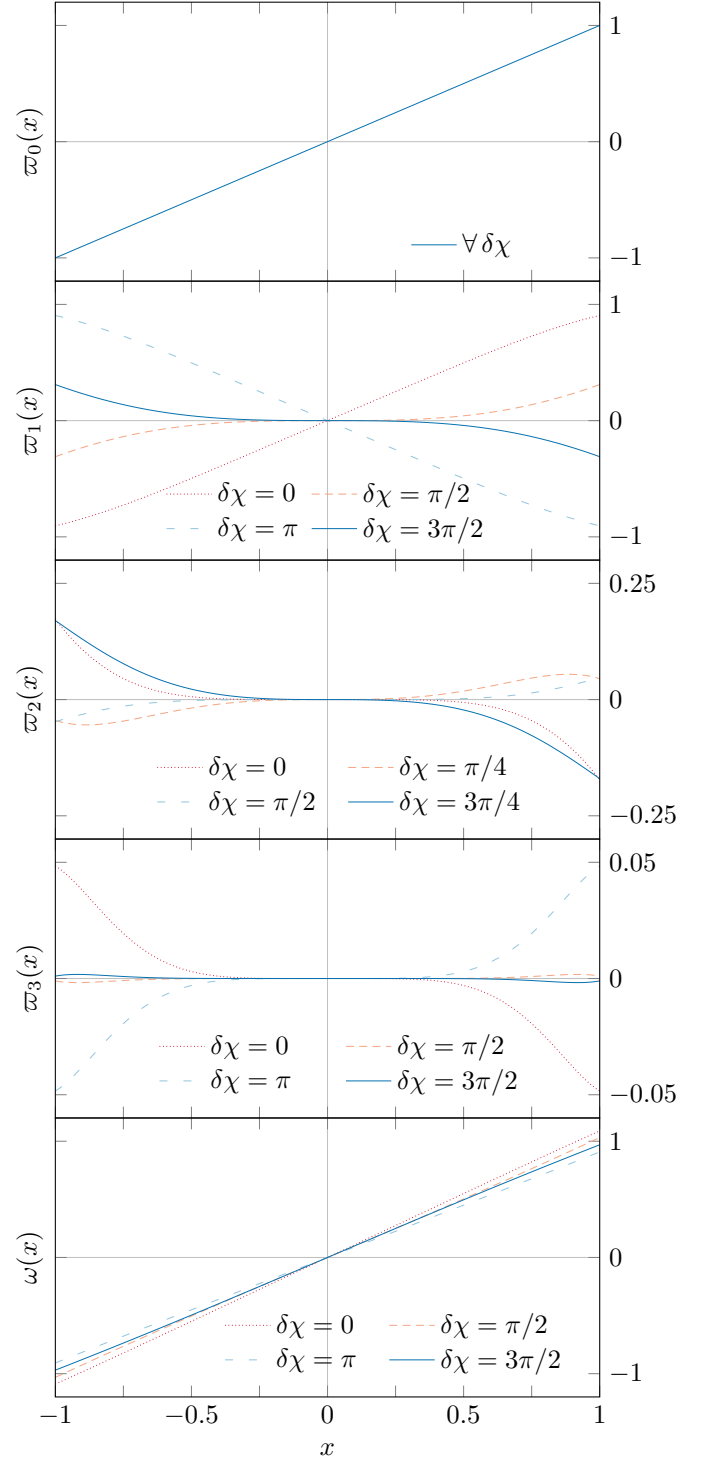 1
ϖ₀(x)
0
∀ δχ
−1
1
ϖ₁(x)
0
δχ = 0
δχ = π/2
δχ = π
δχ = 3π/2
−1
0.25
ϖ₂(x)
0
δχ = 0
δχ = π/4
δχ = π/2
δχ = 3π/4
−0.25
0.05
ϖ₃(x)
0
δχ = 0
δχ = π/2
δχ = π
δχ = 3π/2
−0.05
1
ω(x)
0
δχ = 0
δχ = π/2
δχ = π
δχ = 3π/2
−1
−1 −0.5 0 0.5 1
x